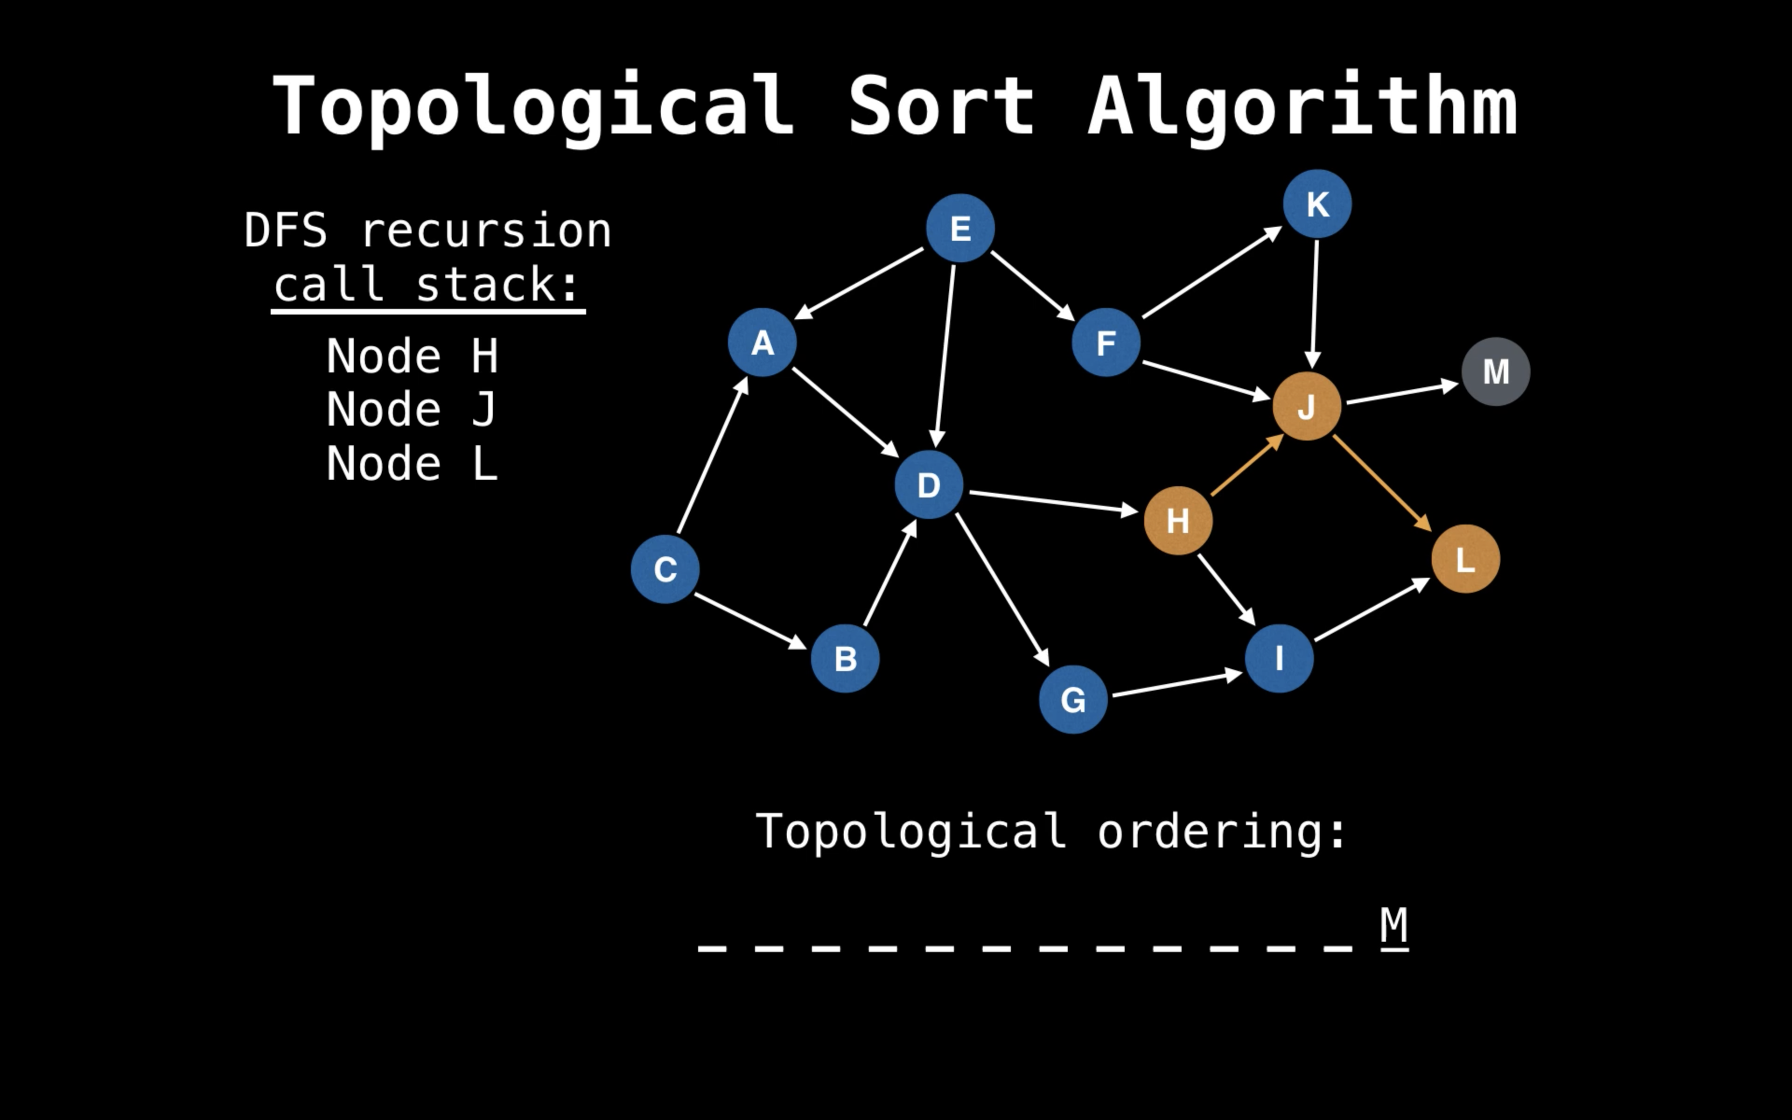 Topological Sort Algorithm
DFS recursion
call stack:
Node H
Node J
Node L
E
K
A
F
M
J
D
H
C
L
B
I
G
Topological ordering:
_ _ _ _ _ _ _ _ _ _ _ _ M